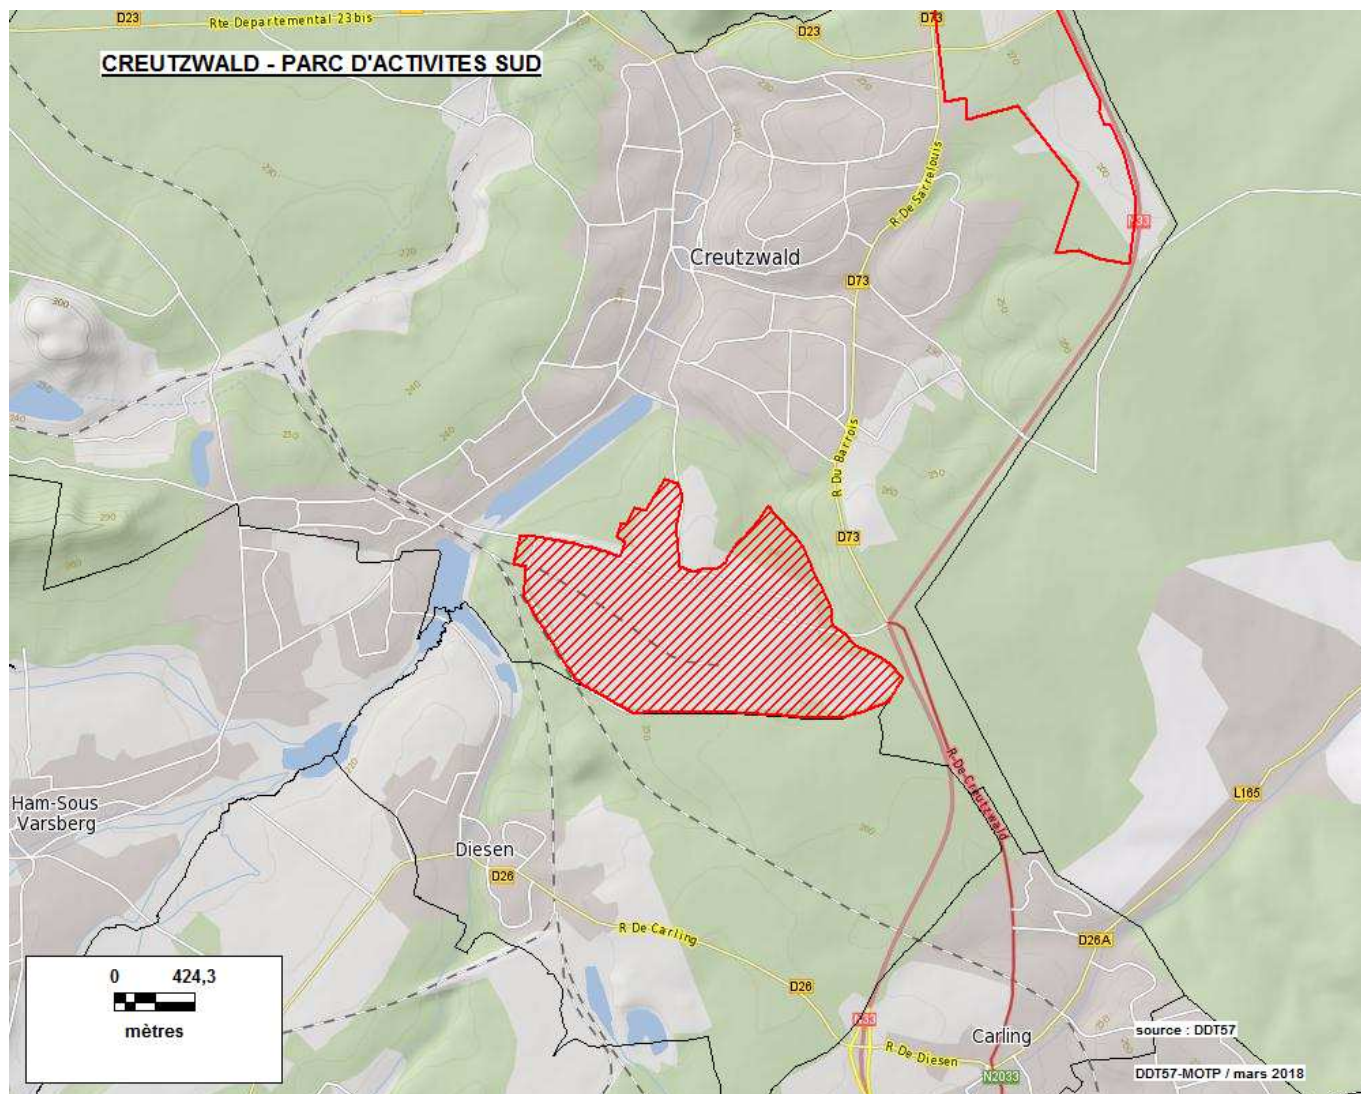 D23
Rte Departemental 23bis
D73
D23
CREUTZWALD - PARC D'ACTIVITES SUD
R De Sarrelouis
N33
Creutzwald
D73
R Du Barrois
D73
R De Creutzwald
L165
Ham-Sous
Varsberg
Diesen
D26
R De Carling
D26A
D26
N33
Carling
R De Diesen
N2033
0 424,3
mètres
source : DDT57
DDT57-MOTP / mars 2018